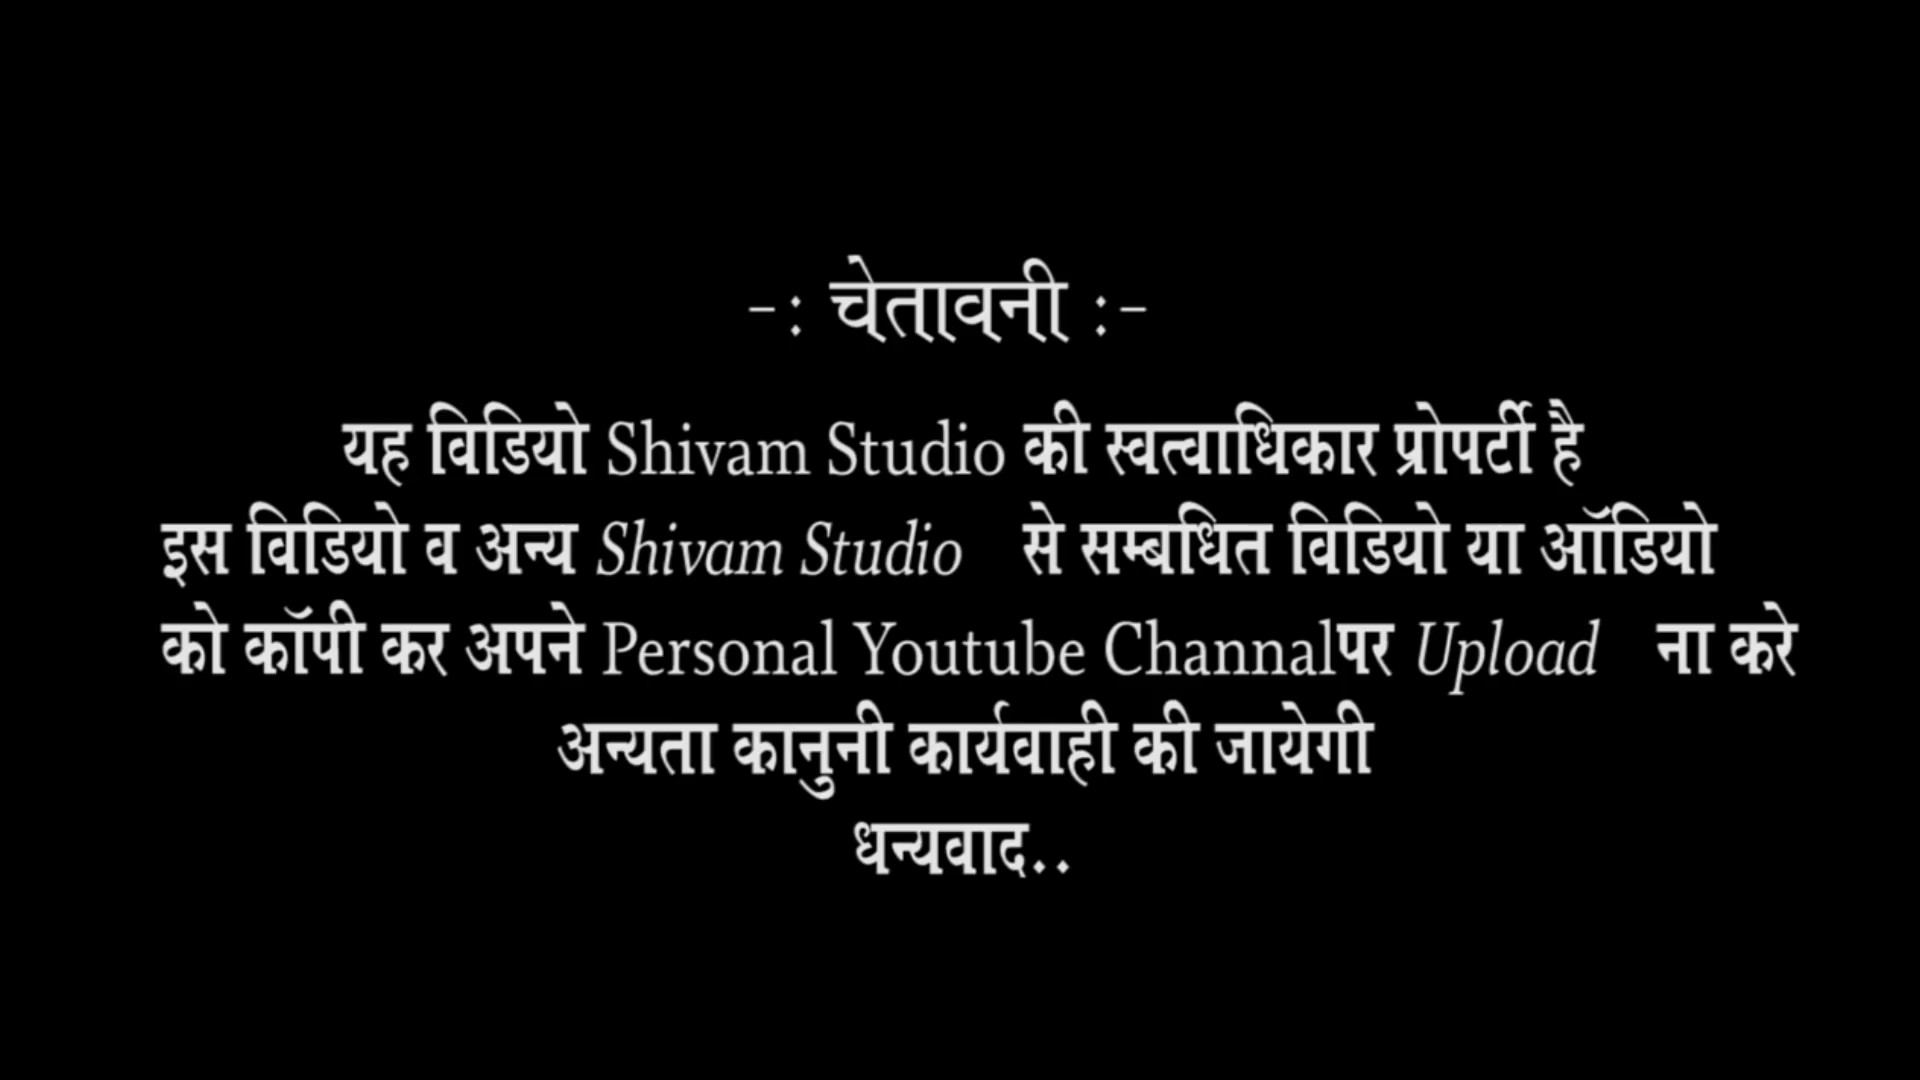 -: चेतावनी :-
यह विडियो Shivam Studio की स्वत्वाधिकार प्रोपर्टी है
इस विडियो व अन्य Shivam Studio से सम्बधित विडियो या ऑडियो
को कॉपी कर अपने Personal Youtube Channalपर Upload ना करे
अन्यता कानुनी कार्यवाही की जायेगी
धन्यवाद..